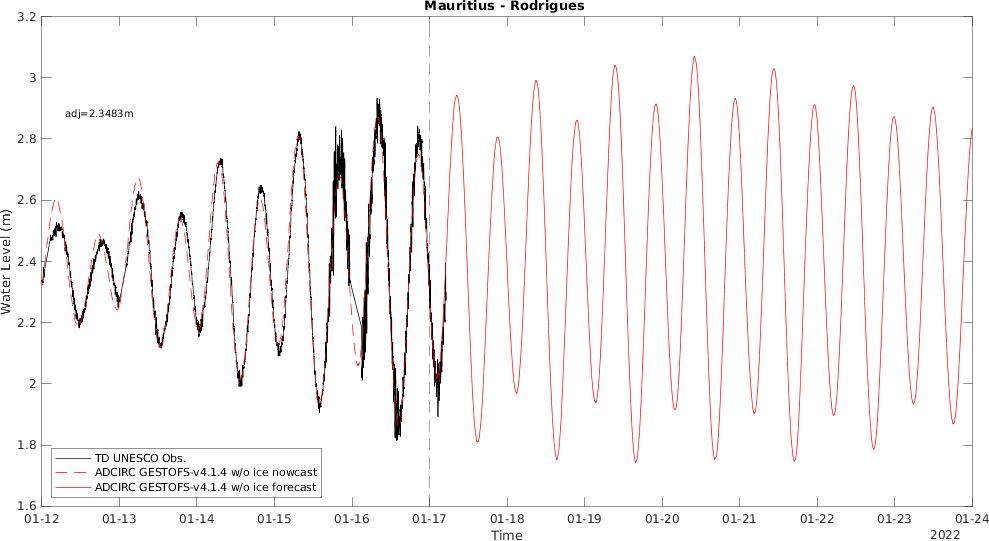 Mauritius - Rodrigues
3.2
3
2.8
2.6
2.4
2.2
2
1.8
1.6
Water Level (m)
adj=2.3483m
TD UNESCO Obs.
ADCIRC GESTOFS-v4.1.4 w/o ice nowcast
ADCIRC GESTOFS-v4.1.4 w/o ice forecast
01-12 01-13 01-14 01-15 01-16 01-17 01-18 01-19 01-20 01-21 01-22 01-23 01-24
Time
2022